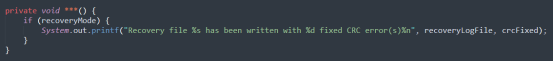 private void ***() {
if (recoveryMode) {
System.out.printf("Recovery file %s has been written with %d fixed CRC error(s)%n", recoveryLogFile, crcFixed);
}
}